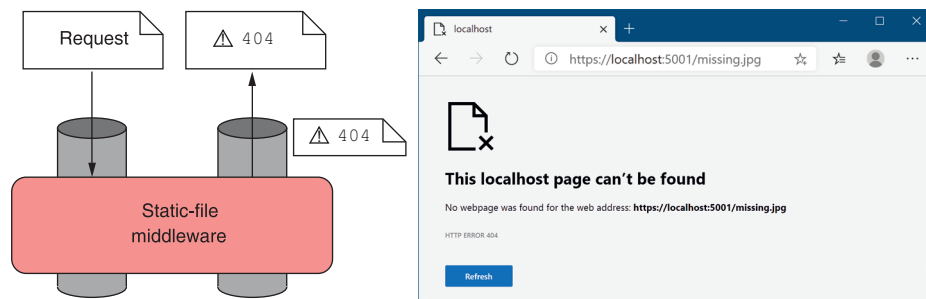 Request
⚠ 404
⚠ 404
Static-file
middleware
localhost
https://localhost:5001/missing.jpg
This localhost page can’t be found
No webpage was found for the web address: https://localhost:5001/missing.jpg
HTTP ERROR 404
Refresh